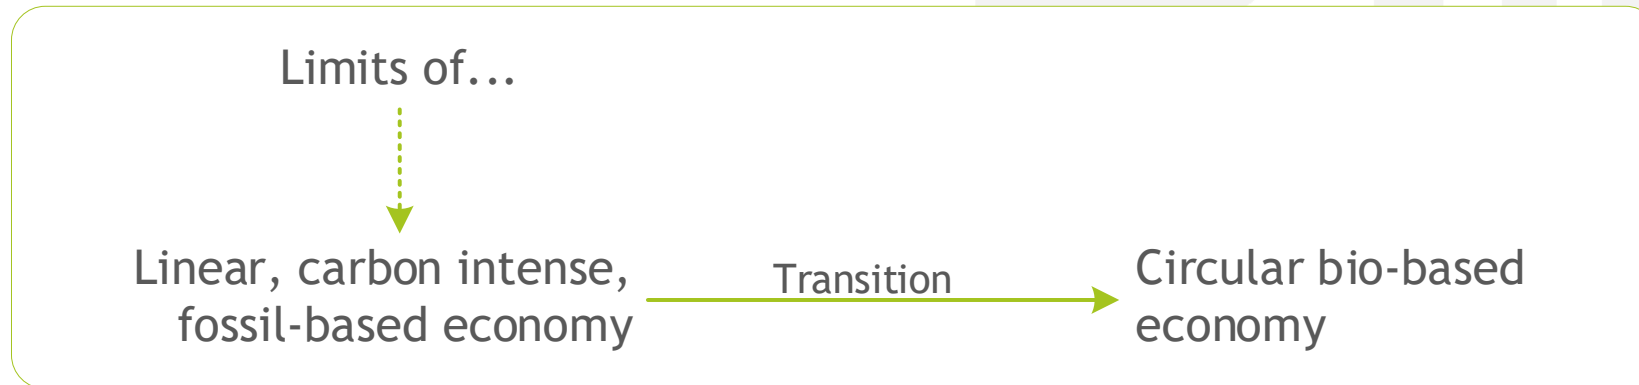 Limits of...
Linear, carbon intense,
fossil-based economy
Transition
Circular bio-based
economy